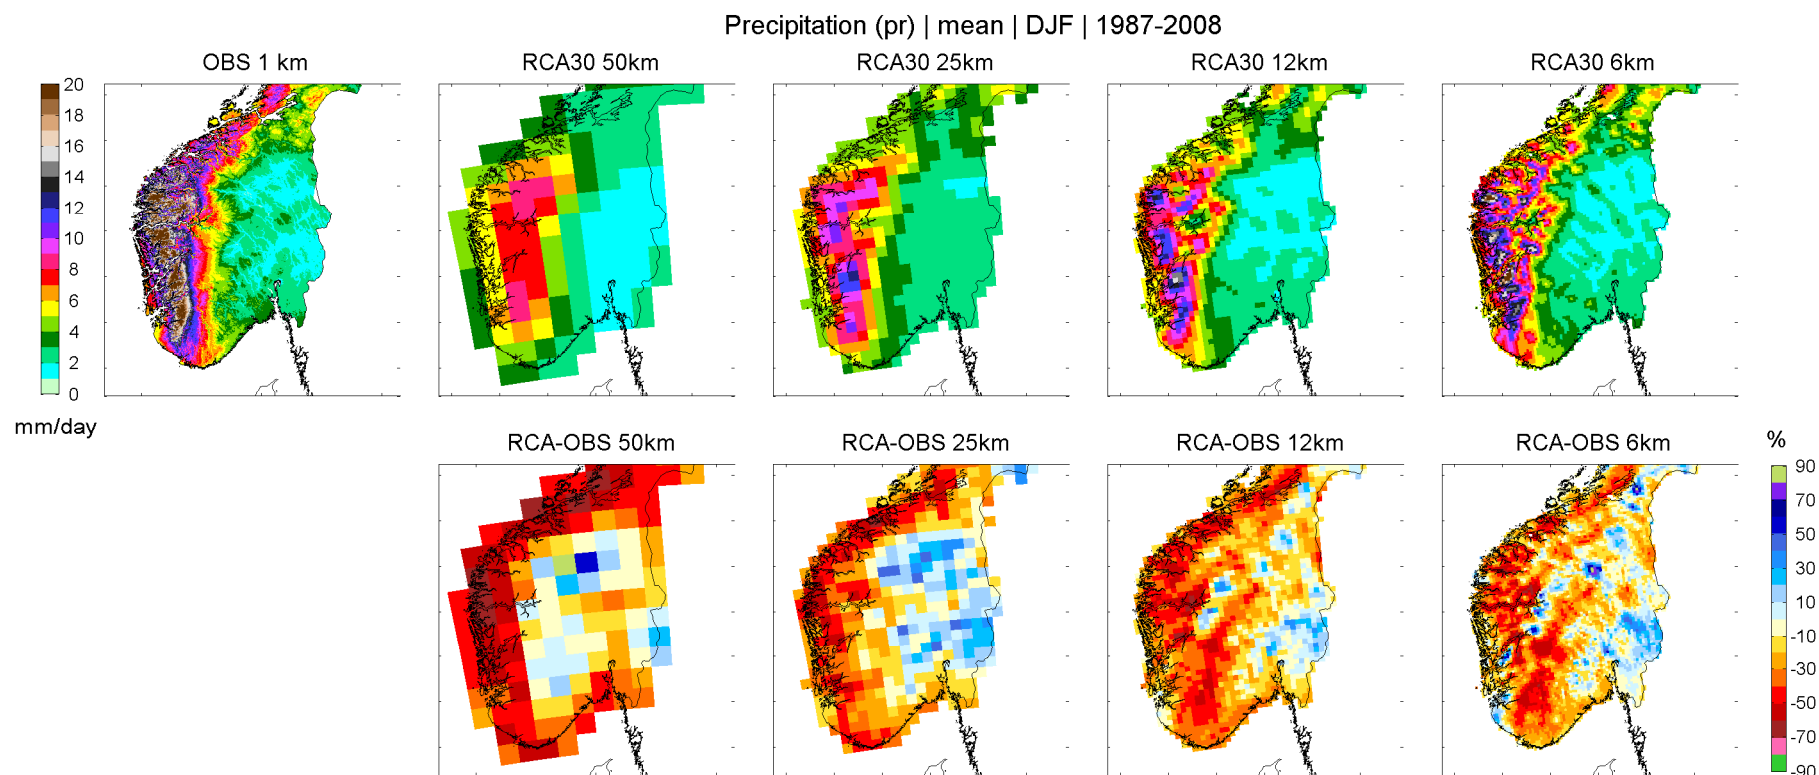 Precipitation (pr) | mean | DJF | 1987-2008
OBS 1 km
RCA30 50km
RCA30 25km
RCA30 12km
RCA30 6km
20
18
16
14
12
10
8
6
4
2
0
mm/day
RCA-OBS 50km
RCA-OBS 25km
RCA-OBS 12km
RCA-OBS 6km
%
90
70
50
30
10
-10
-30
-50
-70
-90